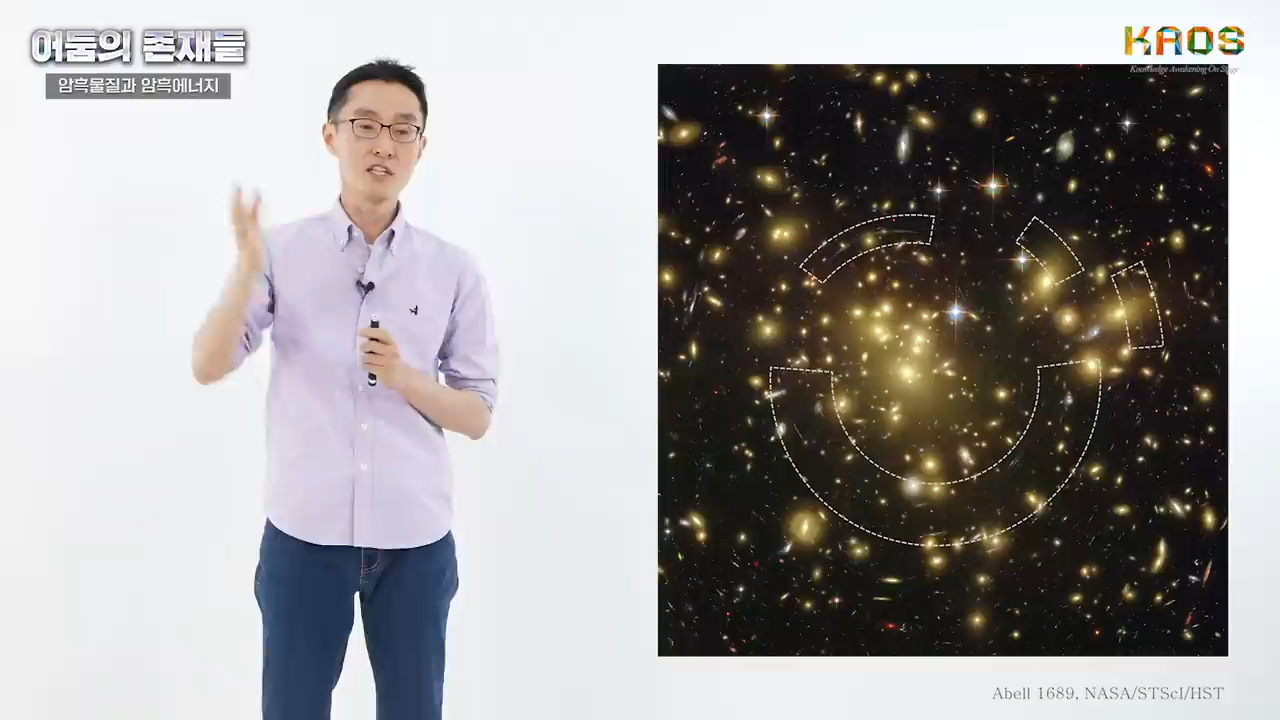 어둠의 존재들
암흑물질과 암흑에너지
KAOS
Knowledge Awakening On Stage
Abell 1689, NASA/STScI/HST